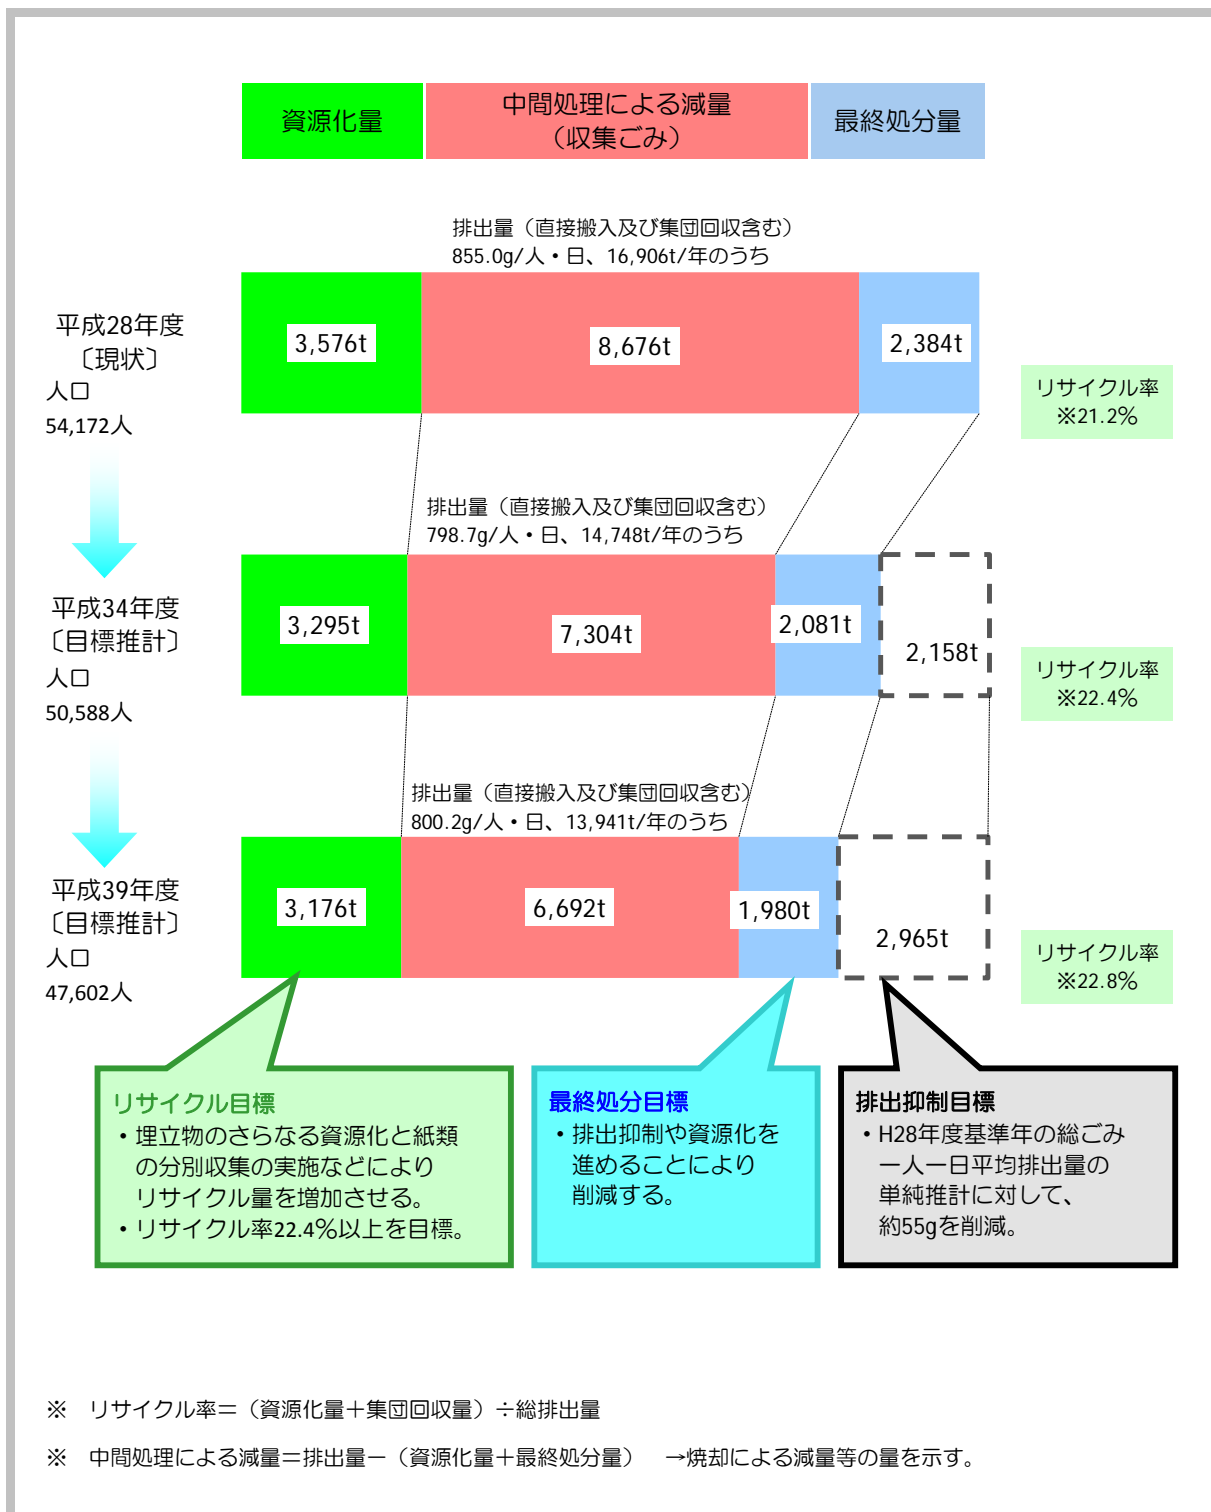 資源化量
中間処理による減量
（収集ごみ）
最終処分量
排出量（直接搬入及び集団回収含む）
855.0g/人・日、16,906t/年のうち
平成28年度
〔現状〕
人口
54,172人
3,576t
8,676t
2,384t
リサイクル率
※21.2%
排出量（直接搬入及び集団回収含む）
798.7g/人・日、14,748t/年のうち
平成34年度
〔目標推計〕
人口
50,588人
3,295t
7,304t
2,081t
2,158t
リサイクル率
※22.4%
排出量（直接搬入及び集団回収含む）
800.2g/人・日、13,941t/年のうち
平成39年度
〔目標推計〕
人口
47,602人
3,176t
6,692t
1,980t
2,965t
リサイクル率
※22.8%
リサイクル目標
・埋立物のさらなる資源化と紙類
の分別収集の実施などにより
リサイクル量を増加させる。
・リサイクル率22.4%以上を目標。
最終処分目標
・排出抑制や資源化を
進めることにより
削減する。
排出抑制目標
・H28年度基準年の総ごみ
一人一日平均排出量の
単純推計に対して、
約55gを削減。
※　リサイクル率＝（資源化量＋集団回収量）÷総排出量
※　中間処理による減量＝排出量－（資源化量＋最終処分量）　→焼却による減量等の量を示す。